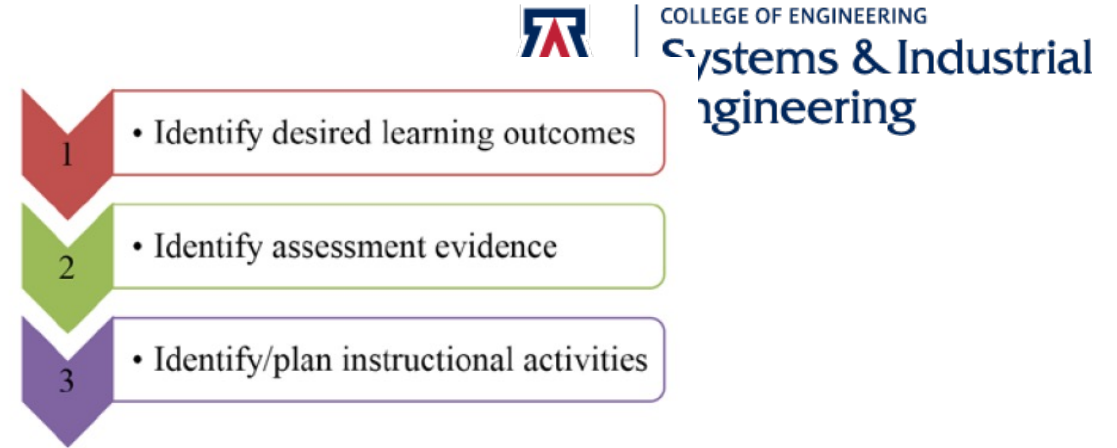 COLLEGE OF ENGINEERING
Systems & Industrial
ngineering
1
• Identify desired learning outcomes
2
• Identify assessment evidence
3
• Identify/plan instructional activities